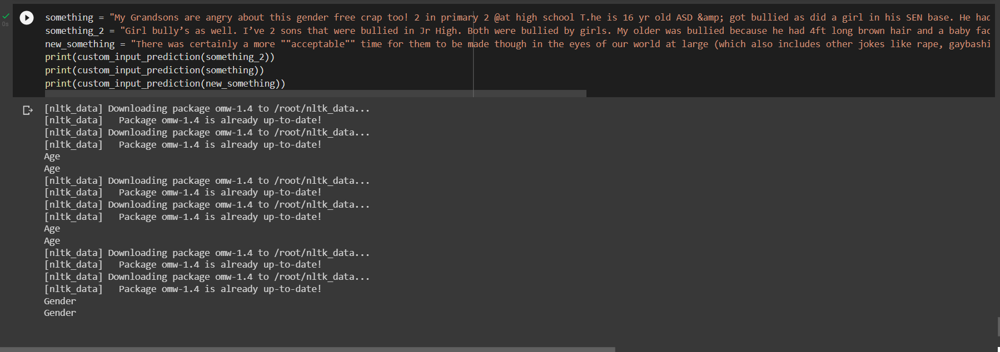 something = "My Grandsons are angry about this gender free crap too! 2 in primary 2 @at high school T.he is 16 yr old ASD &amp; got bullied as did a girl in his SEN base. He had
0s
something_2 = "Girl bully’s as well. I’ve 2 sons that were bullied in Jr High. Both were bullied by girls. My older was bullied because he had 4ft long brown hair and a baby fac
new_something = "There was certainly a more ""acceptable"" time for them to be made though in the eyes of our world at large (which also includes other jokes like rape, gaybashi
print(custom_input_prediction(something_2))
print(custom_input_prediction(something))
print(custom_input_prediction(new_something))
[nltk_data] Downloading package omw-1.4 to /root/nltk_data...
[nltk_data]   Package omw-1.4 is already up-to-date!
[nltk_data] Downloading package omw-1.4 to /root/nltk_data...
[nltk_data]   Package omw-1.4 is already up-to-date!
Age
Age
[nltk_data] Downloading package omw-1.4 to /root/nltk_data...
[nltk_data]   Package omw-1.4 is already up-to-date!
[nltk_data] Downloading package omw-1.4 to /root/nltk_data...
[nltk_data]   Package omw-1.4 is already up-to-date!
Age
Age
[nltk_data] Downloading package omw-1.4 to /root/nltk_data...
[nltk_data]   Package omw-1.4 is already up-to-date!
[nltk_data] Downloading package omw-1.4 to /root/nltk_data...
[nltk_data]   Package omw-1.4 is already up-to-date!
Gender
Gender